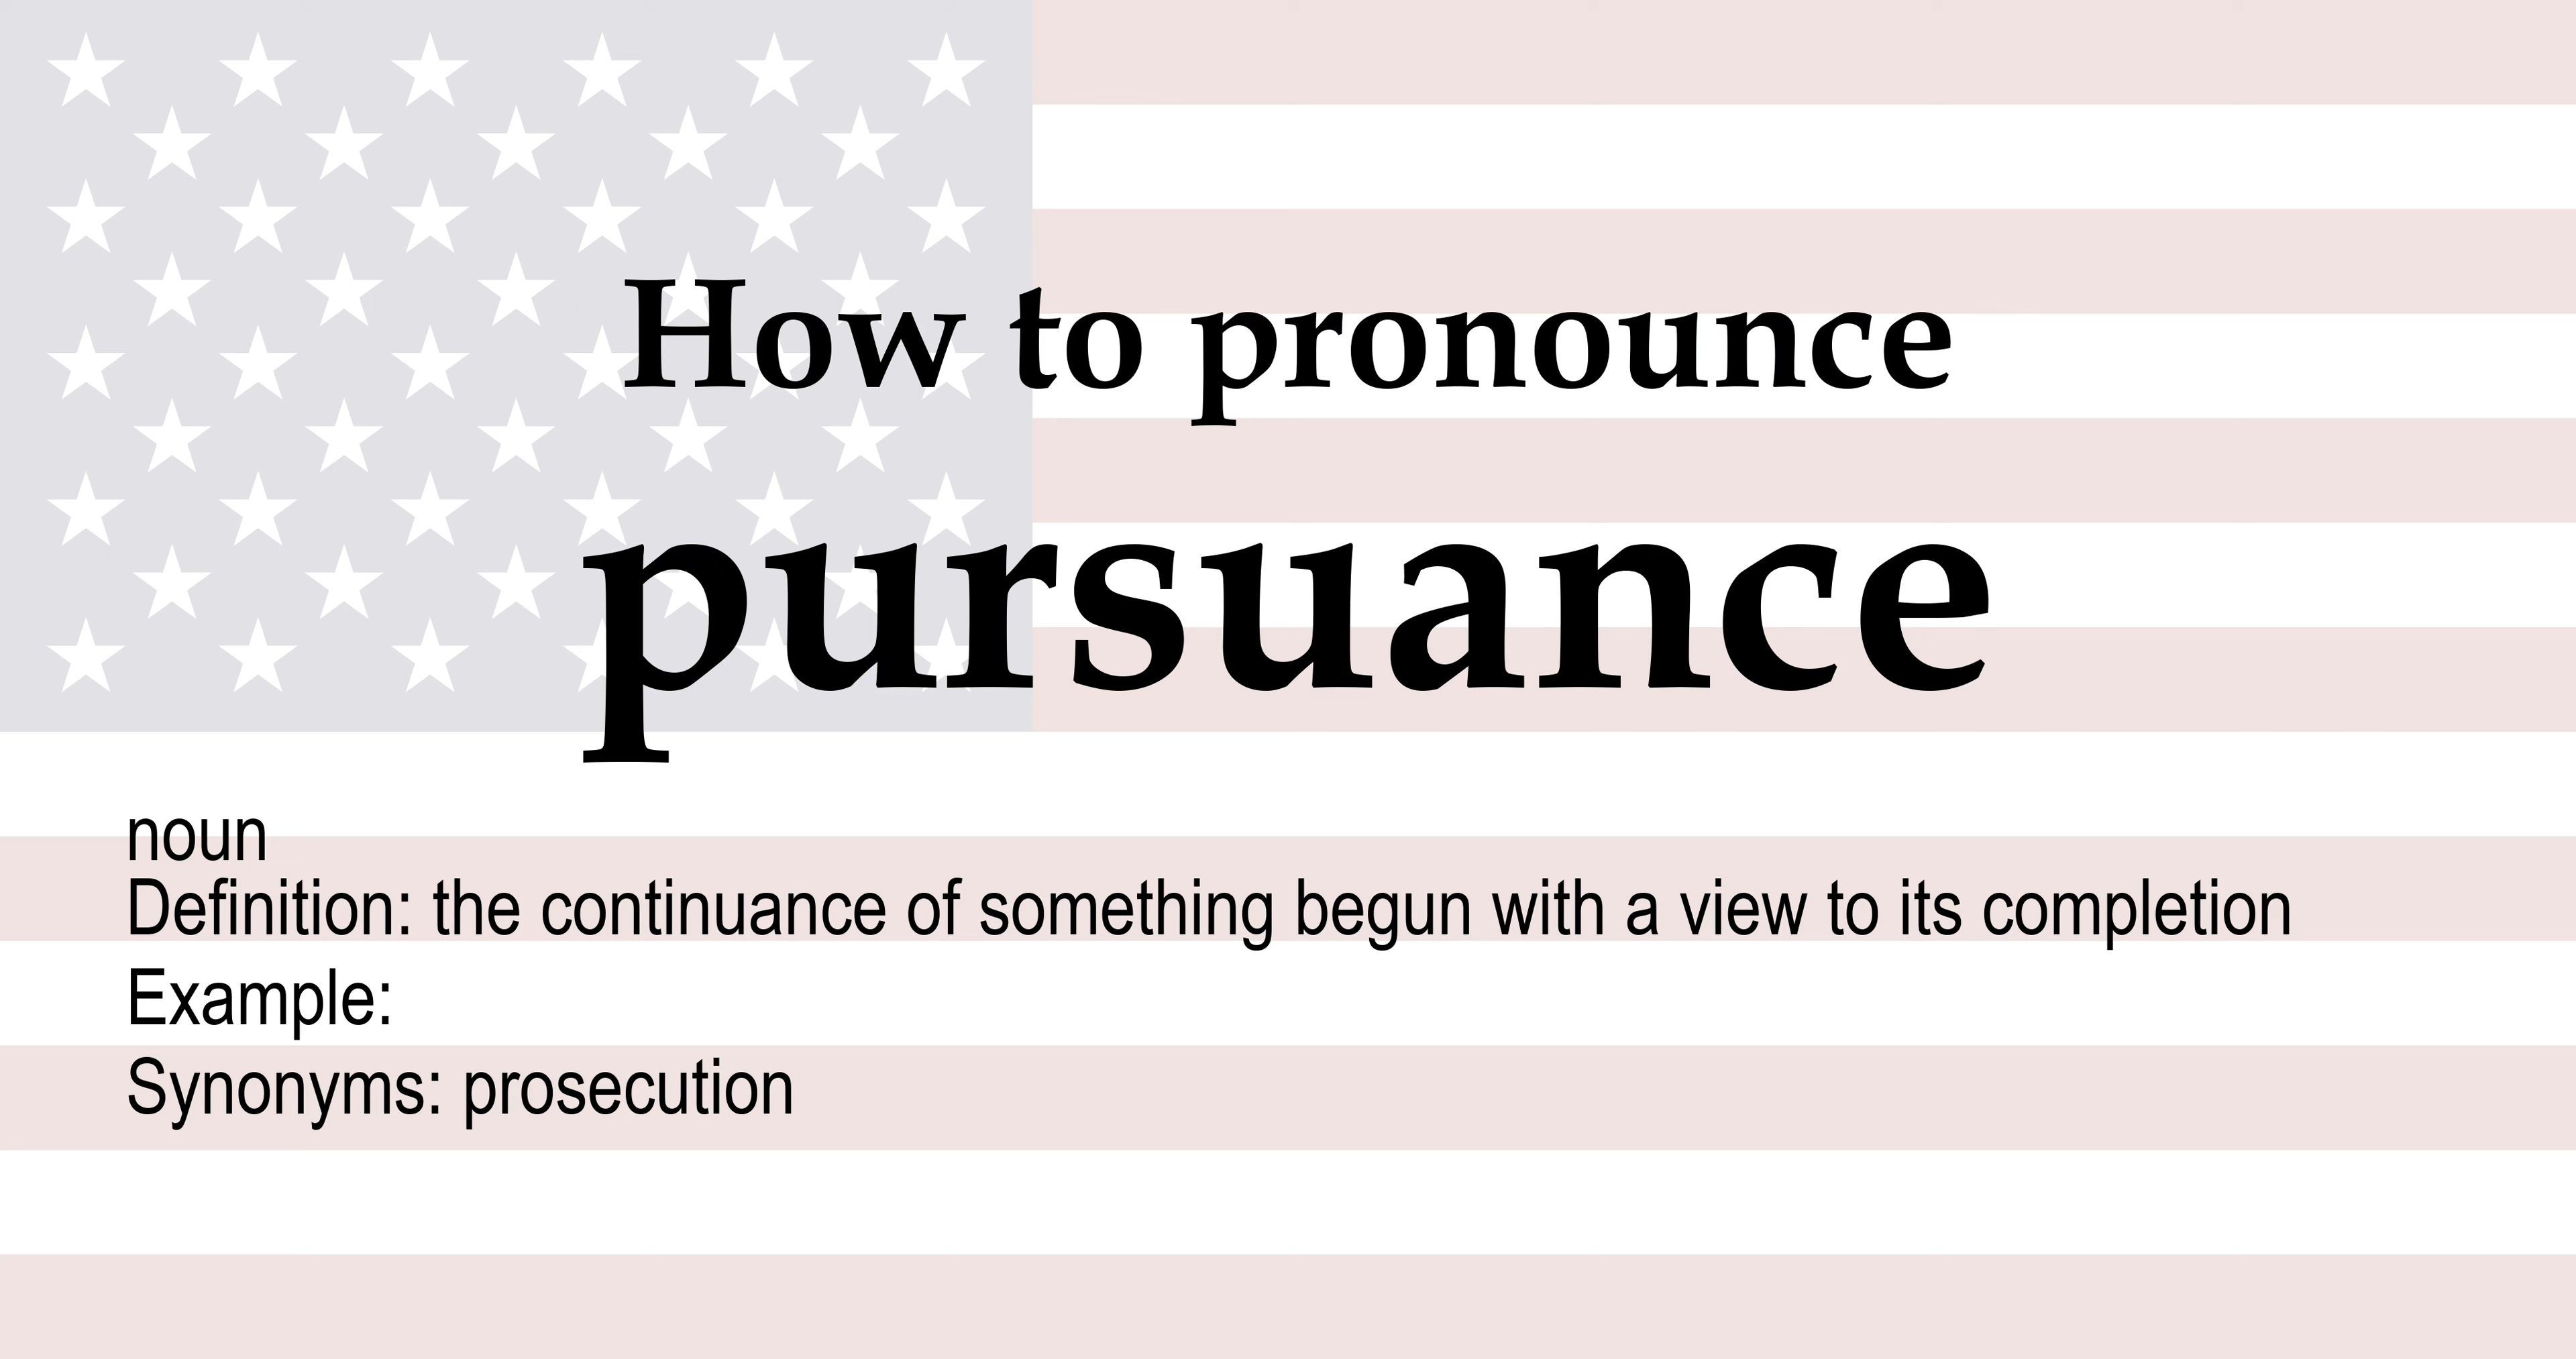 How to pronounce
pursuance
noun
Definition: the continuance of something begun with a view to its completion
Example:
Synonyms: prosecution